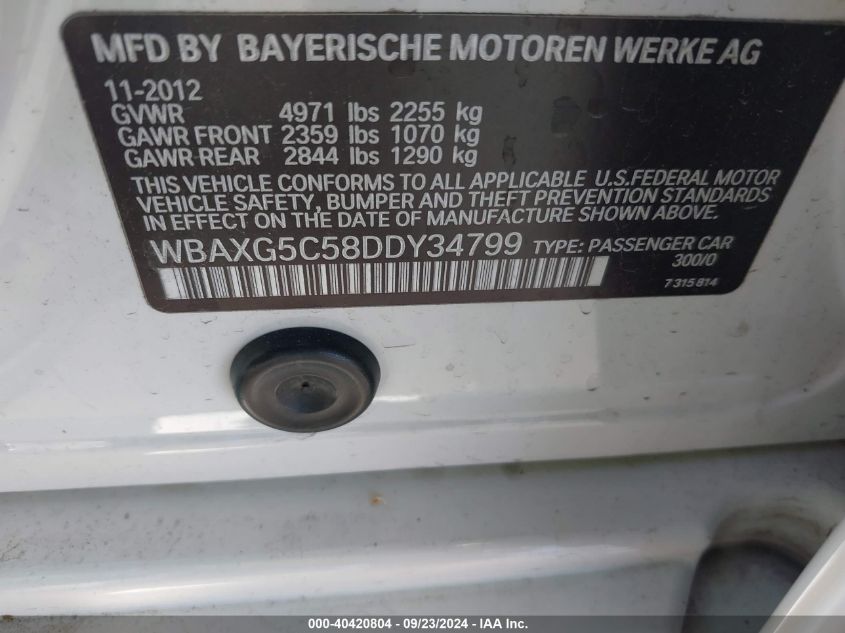 MFD BY BAYERISCHE MOTOREN WERKE AG
11-2012
GVWR 4971 lbs 2255 kg
GAWR FRONT 2359 lbs 1070 kg
GAWR REAR 2844 lbs 1290 kg
THIS VEHICLE CONFORMS TO ALL APPLICABLE U.S.FEDERAL MOTOR
VEHICLE SAFETY, BUMPER AND THEFT PREVENTION STANDARDS
IN EFFECT ON THE DATE OF MANUFACTURE SHOWN ABOVE.
WBAXG5C58DDY34799 TYPE: PASSENGER CAR
300/0
7 315 814
000-40420804 - 09/23/2024 - IAA Inc.